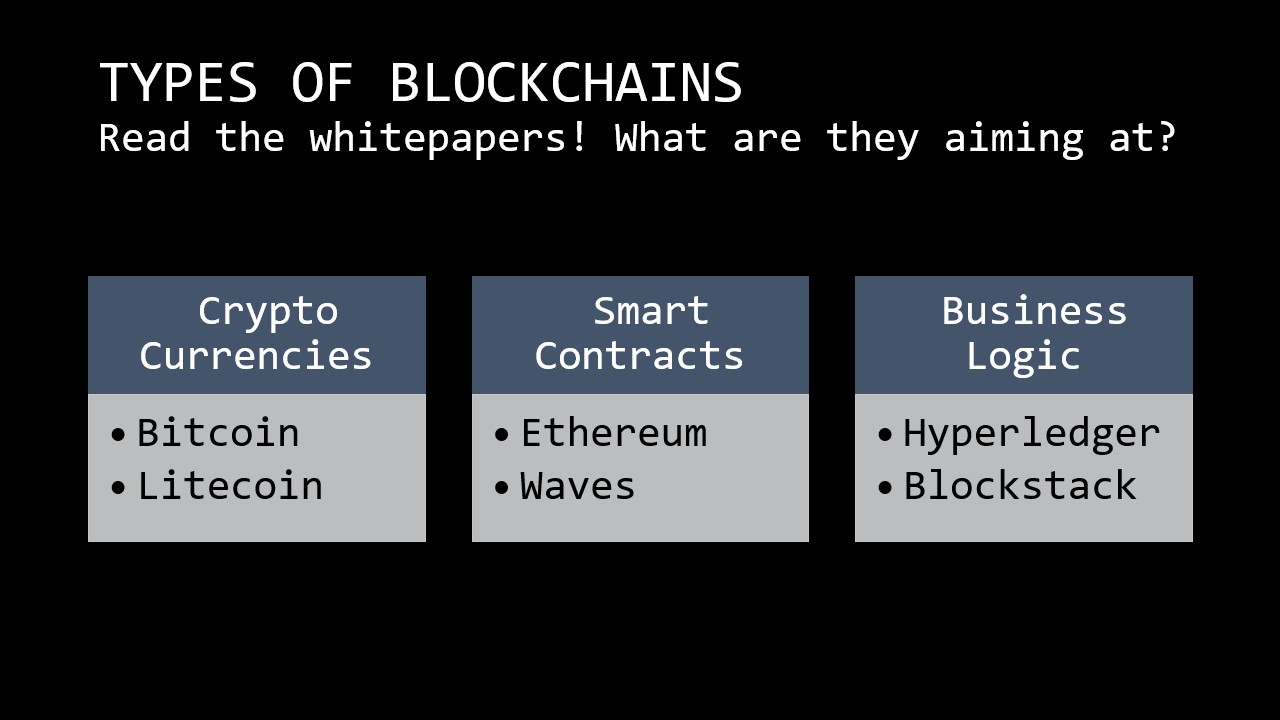 TYPES OF BLOCKCHAINS
Read the whitepapers! What are they aiming at?
Crypto
Currencies
• Bitcoin
• Litecoin
Smart
Contracts
• Ethereum
• Waves
Business
Logic
• Hyperledger
• Blockstack